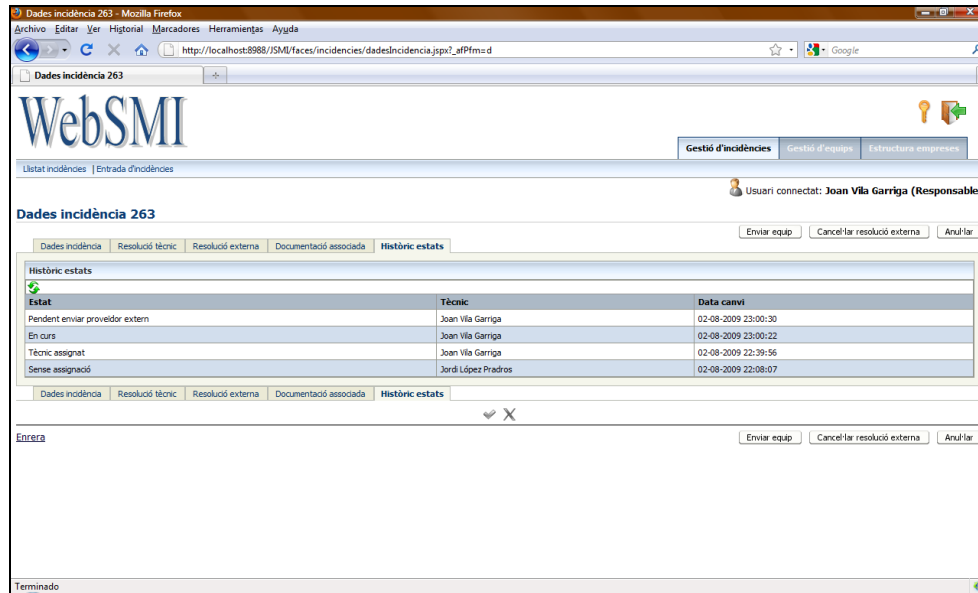 Dades incidència 263 - Mozilla Firefox
Archivo Editar Ver Historial Marcadores Herramientas Ayuda
http://localhost:8988/JSMI/faces/incidencies/dadesIncidencia.jspx?_afPfm=d
Google
Dades incidència 263
WebSMI
Gestió d'incidències Gestió d'equips Estructura empreses
Llistat incidències | Entrada d'incidències
Usuari connectat: Joan Vila Garriga (Responsable
Dades incidència 263
Enviar equip Cancel·lar resolució externa Anul·lar
Dades incidència Resolució tècnic Resolució externa Documentació associada Històric estats
Històric estats
Estat Tècnic Data canvi
Pendent enviar proveïdor extern Joan Vila Garriga 02-08-2009 23:00:30
En curs Joan Vila Garriga 02-08-2009 23:00:22
Tècnic assignat Joan Vila Garriga 02-08-2009 22:39:56
Sense assignació Jordi López Pradros 02-08-2009 22:08:07
Dades incidència Resolució tècnic Resolució externa Documentació associada Històric estats
Enrera Enviar equip Cancel·lar resolució externa Anul·lar
Terminado